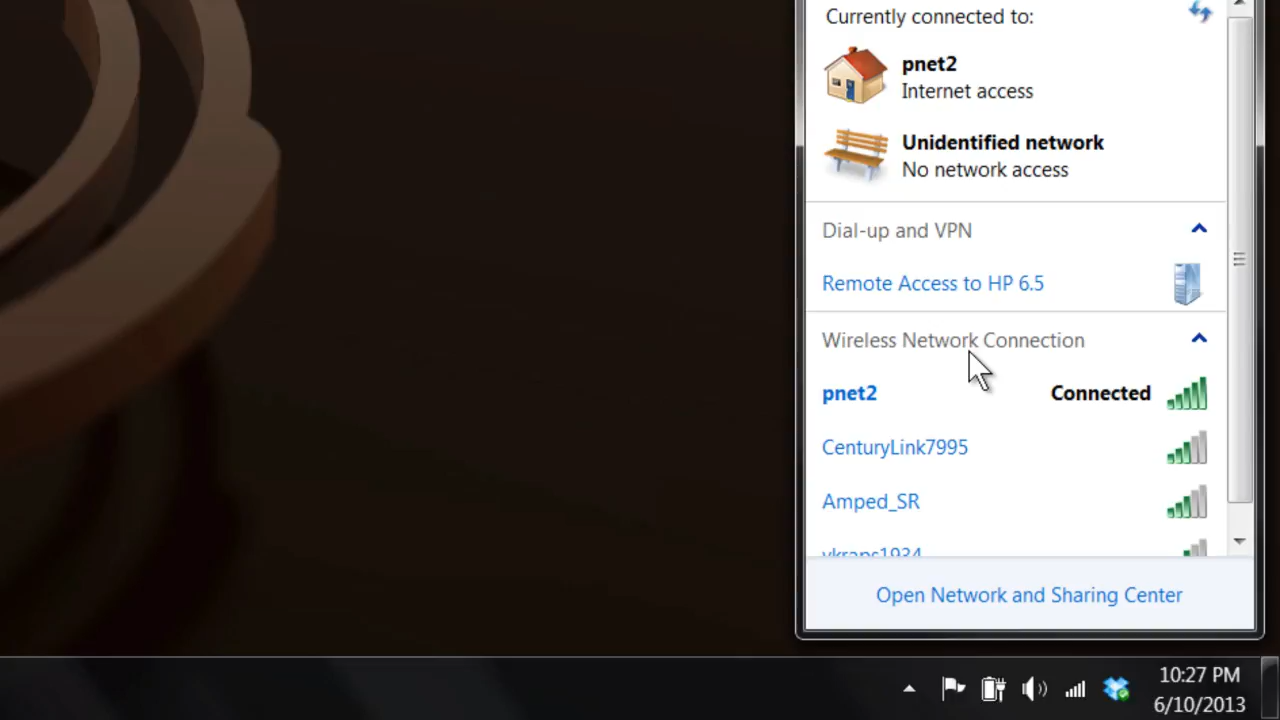 Currently connected to:
pnet2
Internet access
Unidentified network
No network access
Dial-up and VPN
Remote Access to HP 6.5
Wireless Network Connection
pnet2 Connected
CenturyLink7995
Amped_SR
Open Network and Sharing Center
10:27 PM
6/10/2013